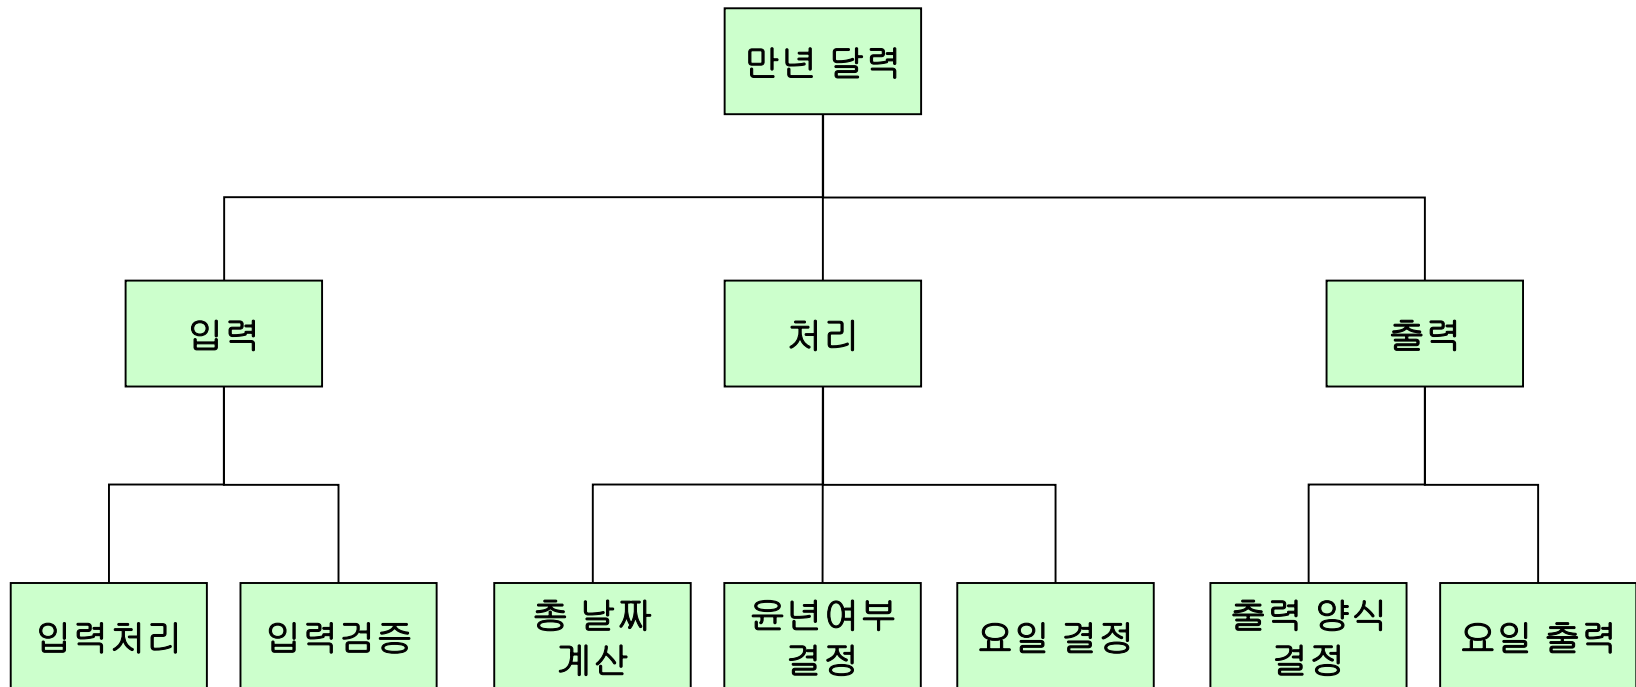 만년 달력
입력
처리
출력
입력처리
입력검증
총 날짜
계산
윤년여부
결정
요일 결정
출력 양식
결정
요일 출력